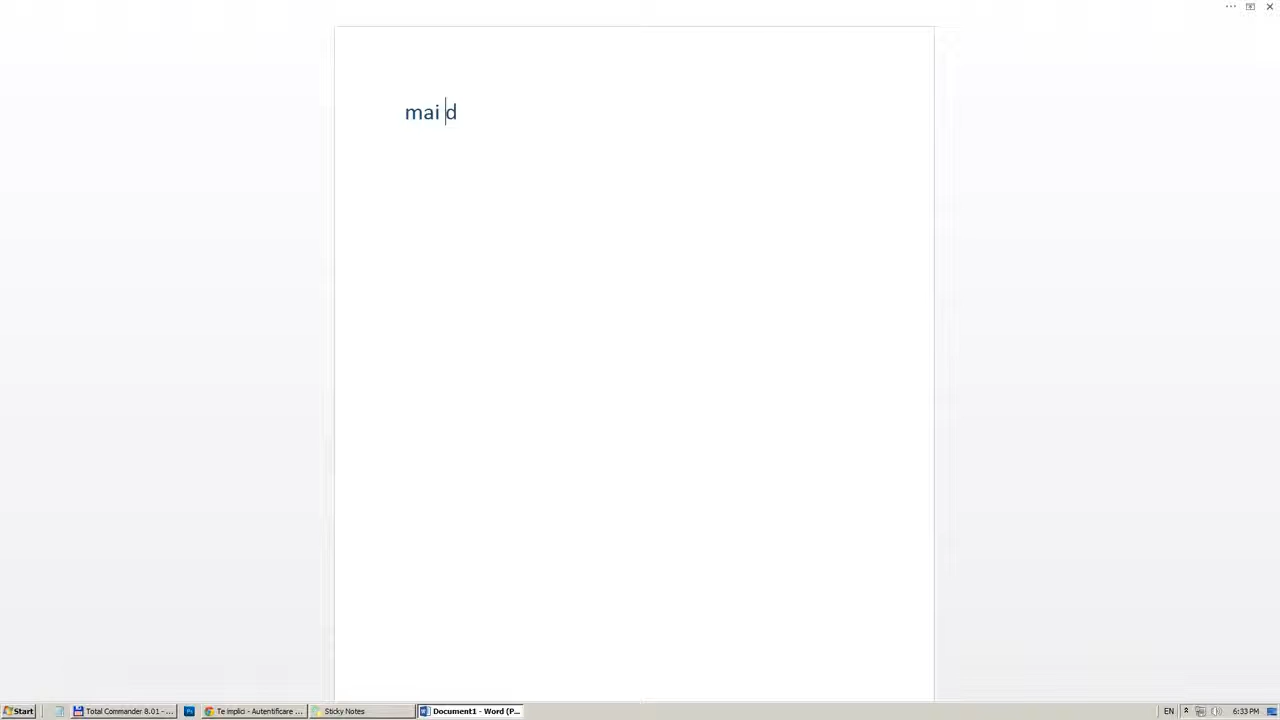 mai d
Start
Total Commander 8.01 - ...
Te implici - Autentificare ...
Sticky Notes
Document1 - Word (P...
EN
6:33 PM